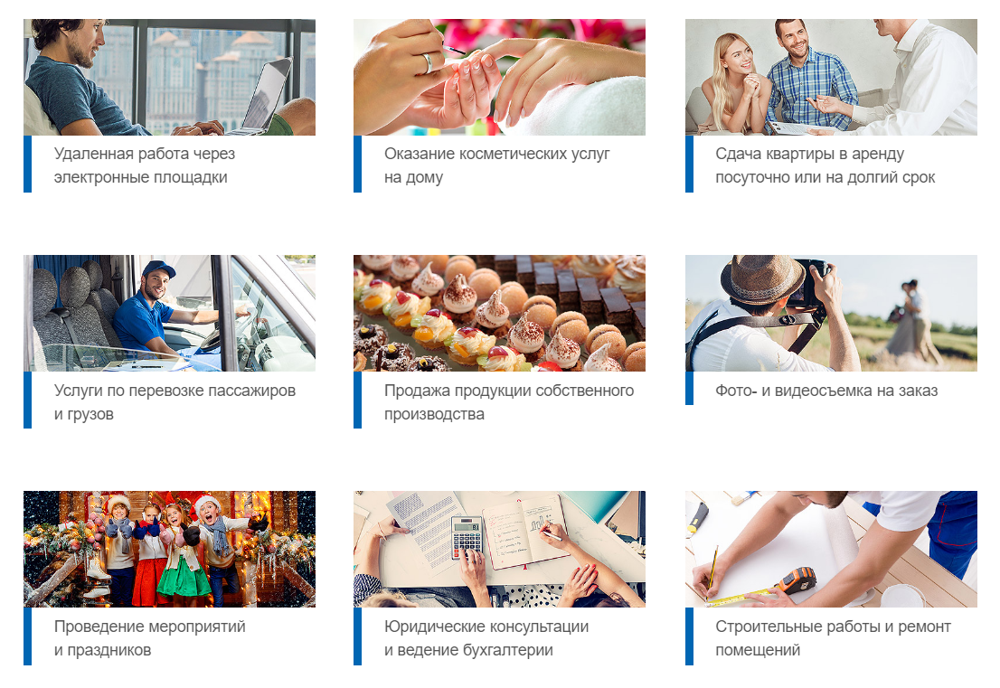 Удаленная работа через
электронные площадки
Оказание косметических услуг
на дому
Сдача квартиры в аренду
посуточно или на долгий срок
Услуги по перевозке пассажиров
и грузов
Продажа продукции собственного
производства
Фото- и видеосъемка на заказ
Проведение мероприятий
и праздников
Юридические консультации
и ведение бухгалтерии
Строительные работы и ремонт
помещений